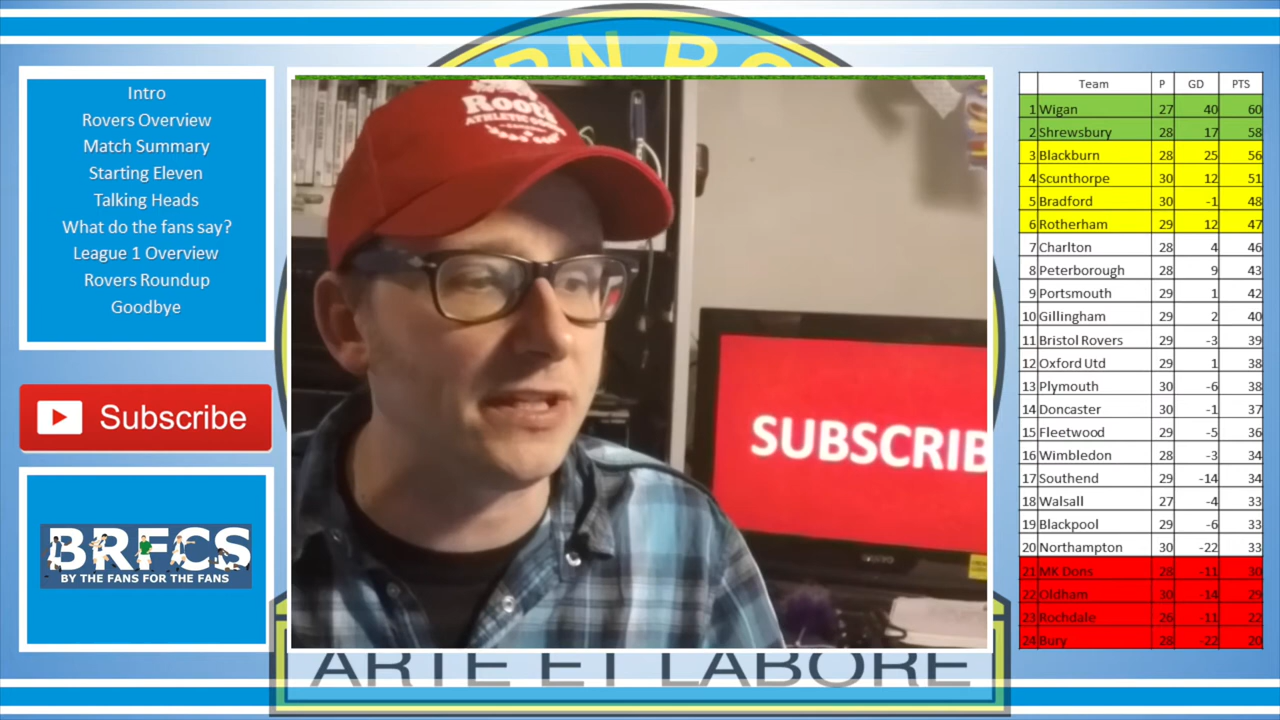 RN RO
Intro
Rovers Overview
Match Summary
Starting Eleven
Talking Heads
What do the fans say?
League 1 Overview
Rovers Roundup
Goodbye
Subscribe
BRFCS
BY THE FANS FOR THE FANS
Roots
ATHLETIC
SUBSCRIB
SANYO
ARTE ET LABORE
Team P GD PTS
1 Wigan 27 40 60
2 Shrewsbury 28 17 58
3 Blackburn 28 25 56
4 Scunthorpe 30 12 51
5 Bradford 30 -1 48
6 Rotherham 29 12 47
7 Charlton 28 4 46
8 Peterborough 28 9 43
9 Portsmouth 29 1 42
10 Gillingham 29 2 40
11 Bristol Rovers 29 -3 39
12 Oxford Utd 29 1 38
13 Plymouth 30 -6 38
14 Doncaster 30 -1 37
15 Fleetwood 29 -5 36
16 Wimbledon 28 -3 34
17 Southend 29 -14 34
18 Walsall 27 -4 33
19 Blackpool 29 -6 33
20 Northampton 30 -22 33
21 MK Dons 28 -11 30
22 Oldham 30 -14 29
23 Rochdale 26 11 22
24 Bury 28 -22 20